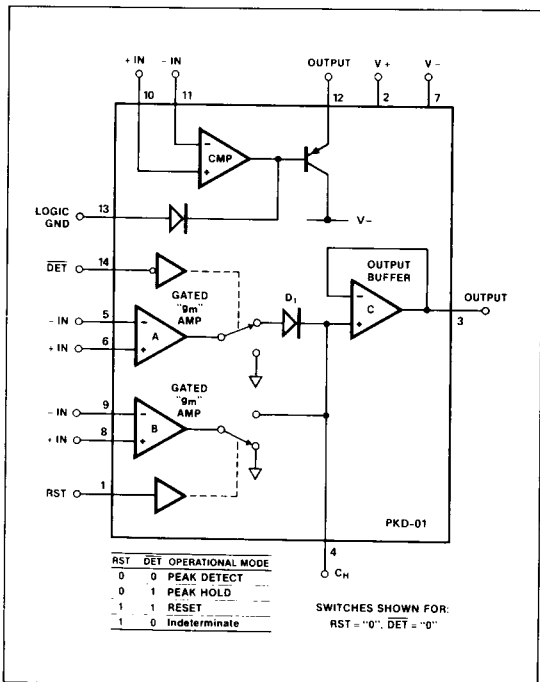 + IN - IN OUTPUT V+ V-
10 11 12 2 7
-
CMP
+
LOGIC GND 13
V-
DET 14
OUTPUT BUFFER
GATED "gm" AMP
D1
- IN 5 - A
+ IN 6 +
-
C
+
OUTPUT
3
GATED "gm" AMP
- IN 9 - B
+ IN 8 +
RST 1
PKD-01
4
CH
RST DET OPERATIONAL MODE
0 0 PEAK DETECT
0 1 PEAK HOLD
1 1 RESET
1 0 Indeterminate
SWITCHES SHOWN FOR:
RST = "0", DET = "0"